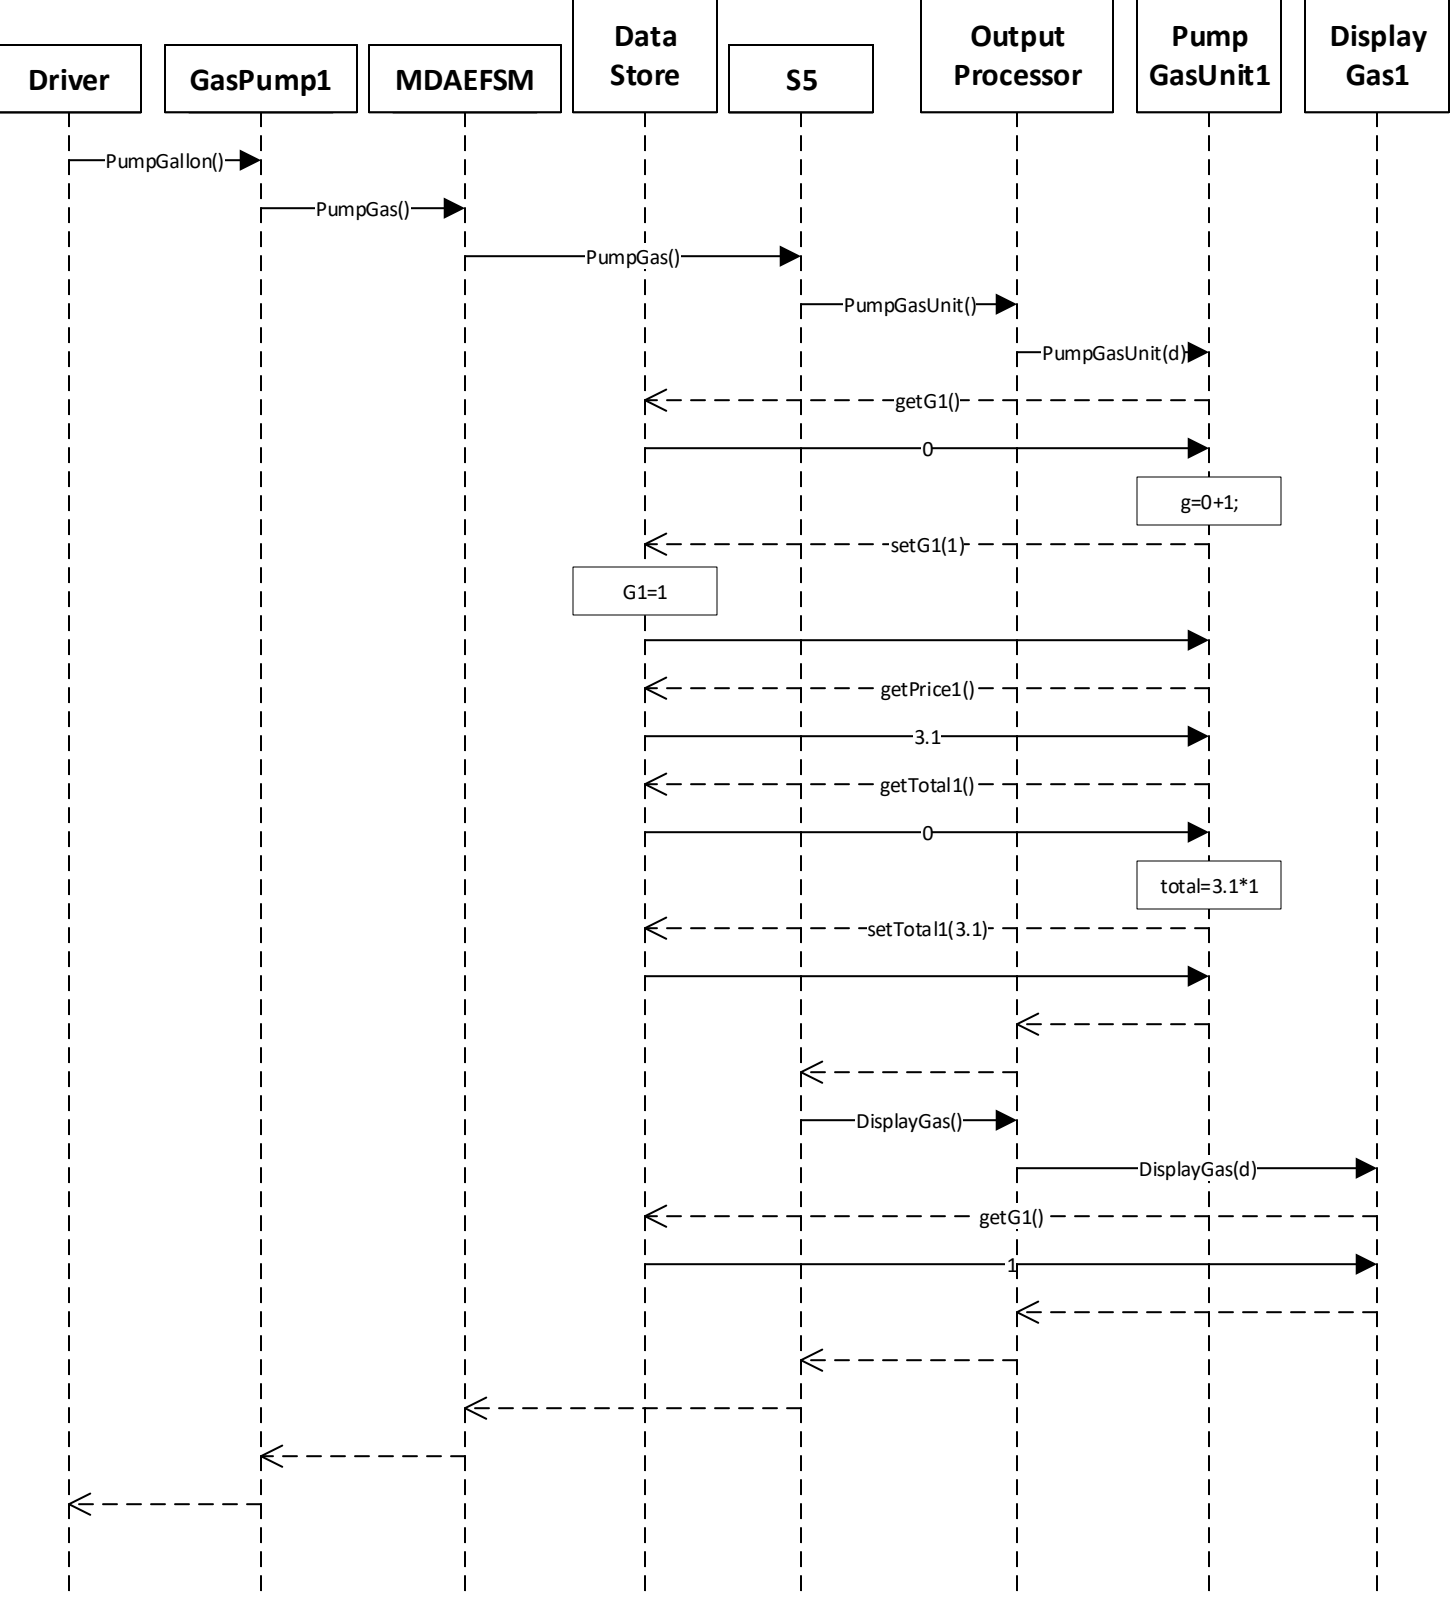 Driver
GasPump1
MDAEFSM
Data
Store
S5
Output
Processor
Pump
GasUnit1
Display
Gas1
PumpGallon()
PumpGas()
PumpGas()
PumpGasUnit()
PumpGasUnit(d)
getG1()
0
g=0+1;
setG1(1)
G1=1
getPrice1()
3.1
getTotal1()
0
total=3.1*1
setTotal1(3.1)
DisplayGas()
DisplayGas(d)
getG1()
1